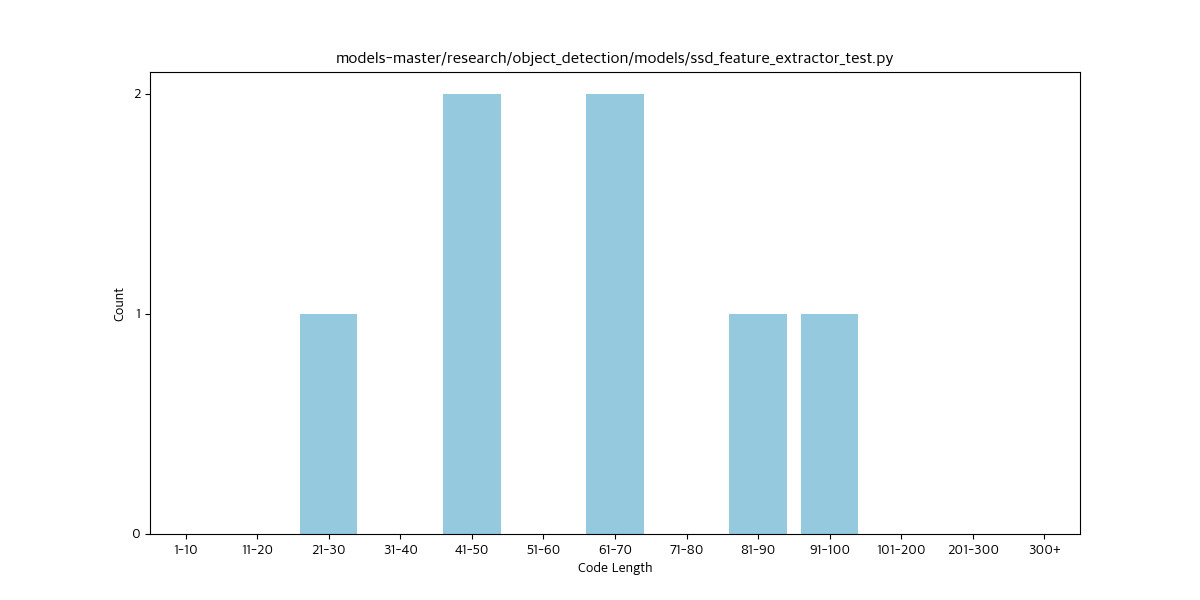 models-master/research/object_detection/models/ssd_feature_extractor_test.py
2
1
0
Count
1-10 11-20 21-30 31-40 41-50 51-60 61-70 71-80 81-90 91-100 101-200 201-300 300+
Code Length